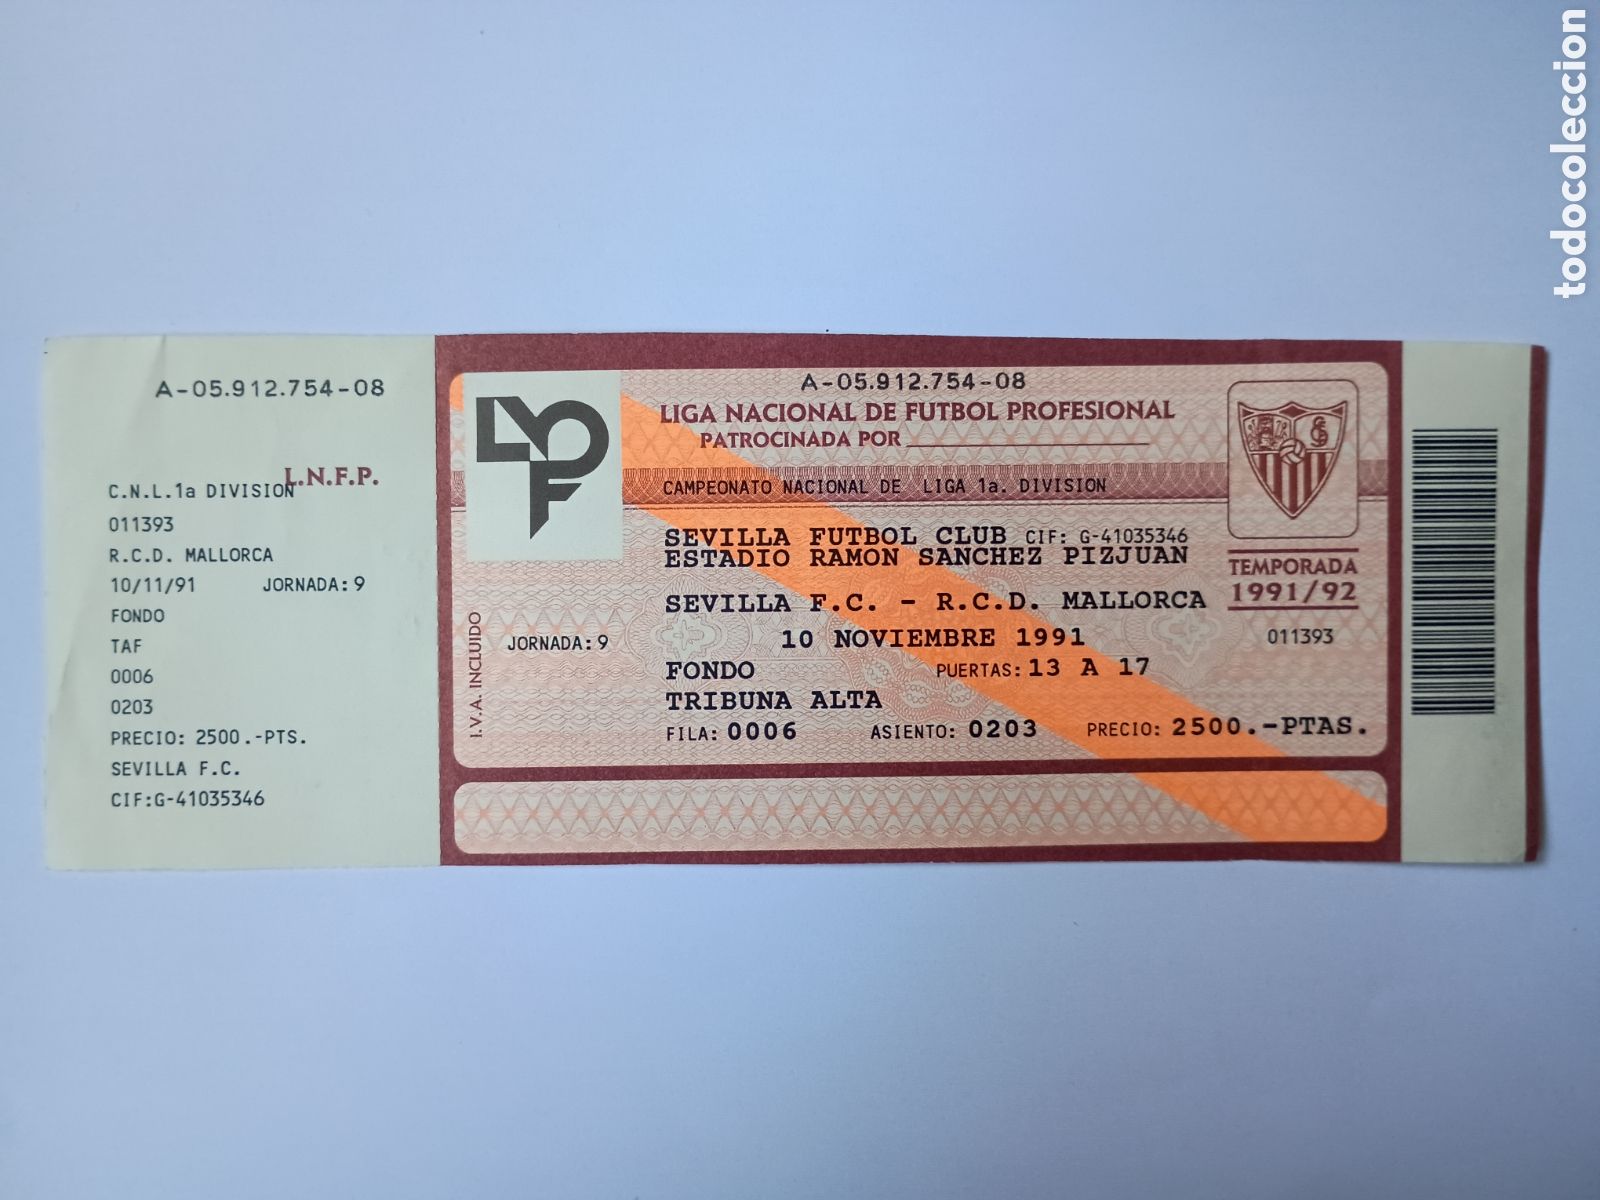 todocoleccion
A-05.912.754-08
L.N.F.P.
C.N.L.1a DIVISION
011393
R.C.D. MALLORCA
10/11/91 JORNADA:9
FONDO
TAF
0006
0203
PRECIO: 2500.-PTS.
SEVILLA F.C.
CIF:G-41035346
LPF
A-05.912.754-08
LIGA NACIONAL DE FUTBOL PROFESIONAL
PATROCINADA POR
CAMPEONATO NACIONAL DE LIGA 1a. DIVISION
SEVILLA FUTBOL CLUB CIF: G-41035346
ESTADIO RAMON SANCHEZ PIZJUAN
SEVILLA F.C. - R.C.D. MALLORCA
JORNADA:9 10 NOVIEMBRE 1991
FONDO PUERTAS:13 A 17
TRIBUNA ALTA
FILA:0006 ASIENTO:0203 PRECIO:2500.-PTAS.
I.V.A. INCLUIDO
TEMPORADA
1991/92
011393